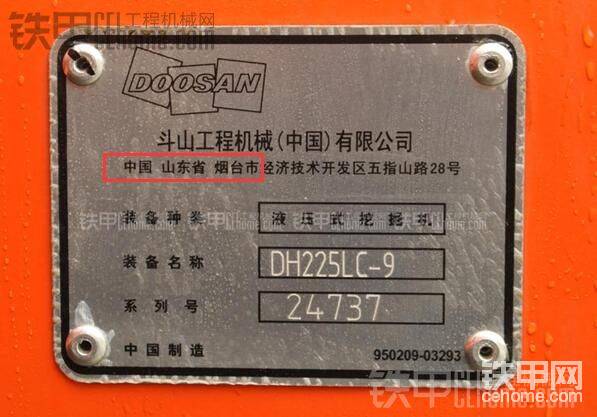 铁甲 工程机械网
cehome.com
DOOSAN
斗山工程机械(中国)有限公司
中国 山东省 烟台市经济技术开发区五指山路28号
装备种类 液压式挖掘机
装备名称 DH225LC-9
系列号 24737
中国制造 950209-03293
铁甲网
cehome.com